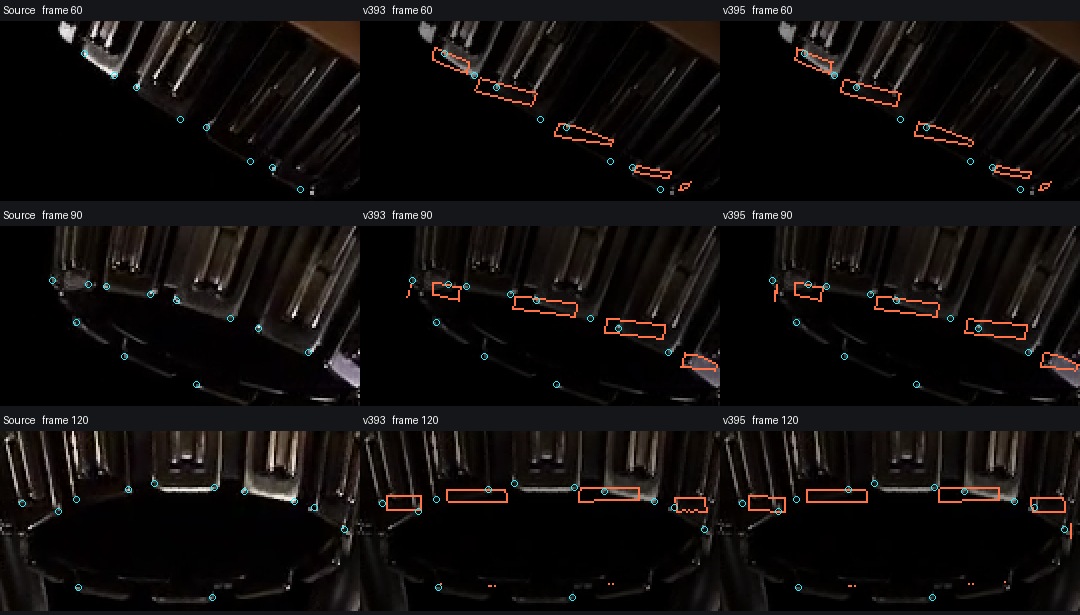 Source frame 60
v393 frame 60
v395 frame 60
Source frame 90
v393 frame 90
v395 frame 90
Source frame 120
v393 frame 120
v395 frame 120